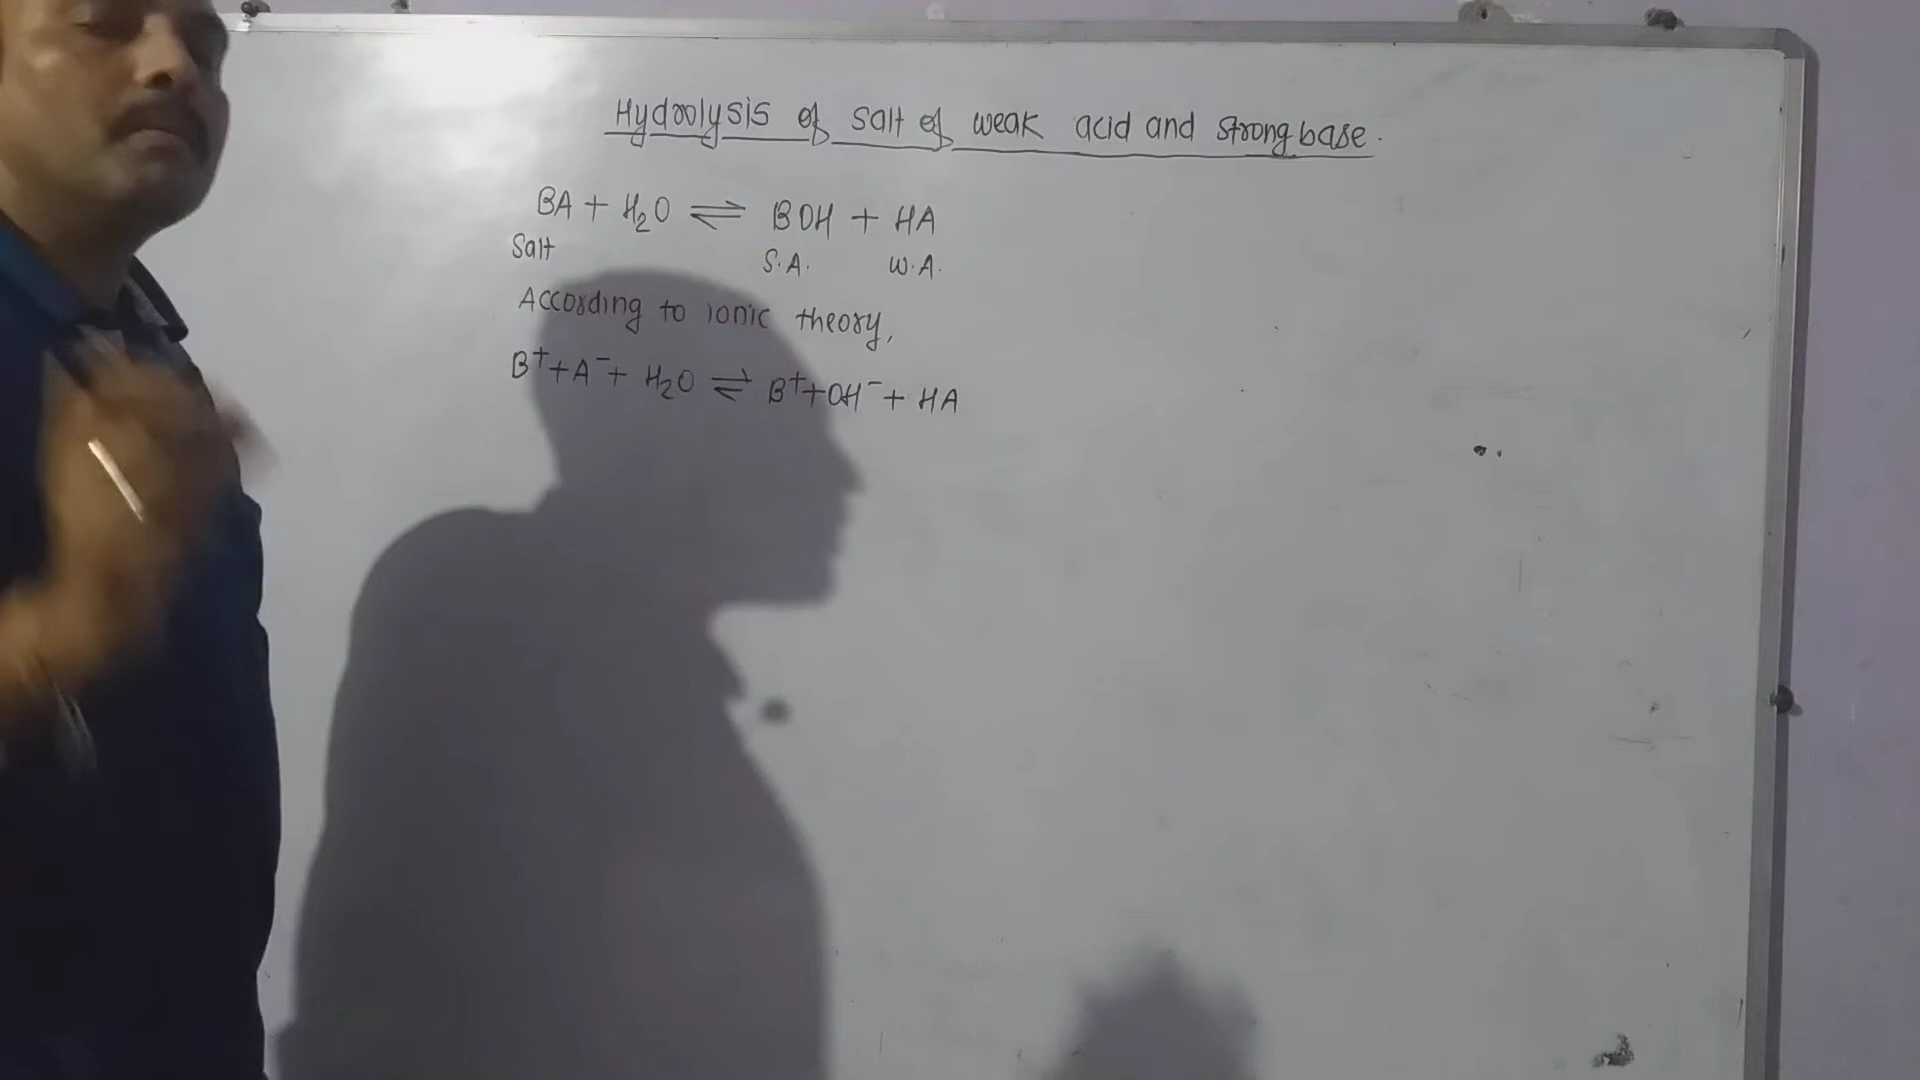 Hydrolysis of salt of weak acid and strong base.
BA + H₂O ⇌ BOH + HA
Salt S.A. W.A.
According to ionic theory,
B⁺+A⁻+ H₂O ⇌ B⁺+OH⁻+ HA